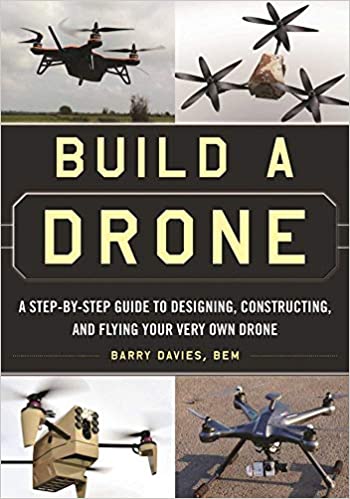 BUILD A
DRONE
A STEP-BY-STEP GUIDE TO DESIGNING, CONSTRUCTING,
AND FLYING YOUR VERY OWN DRONE
BARRY DAVIES, BEM